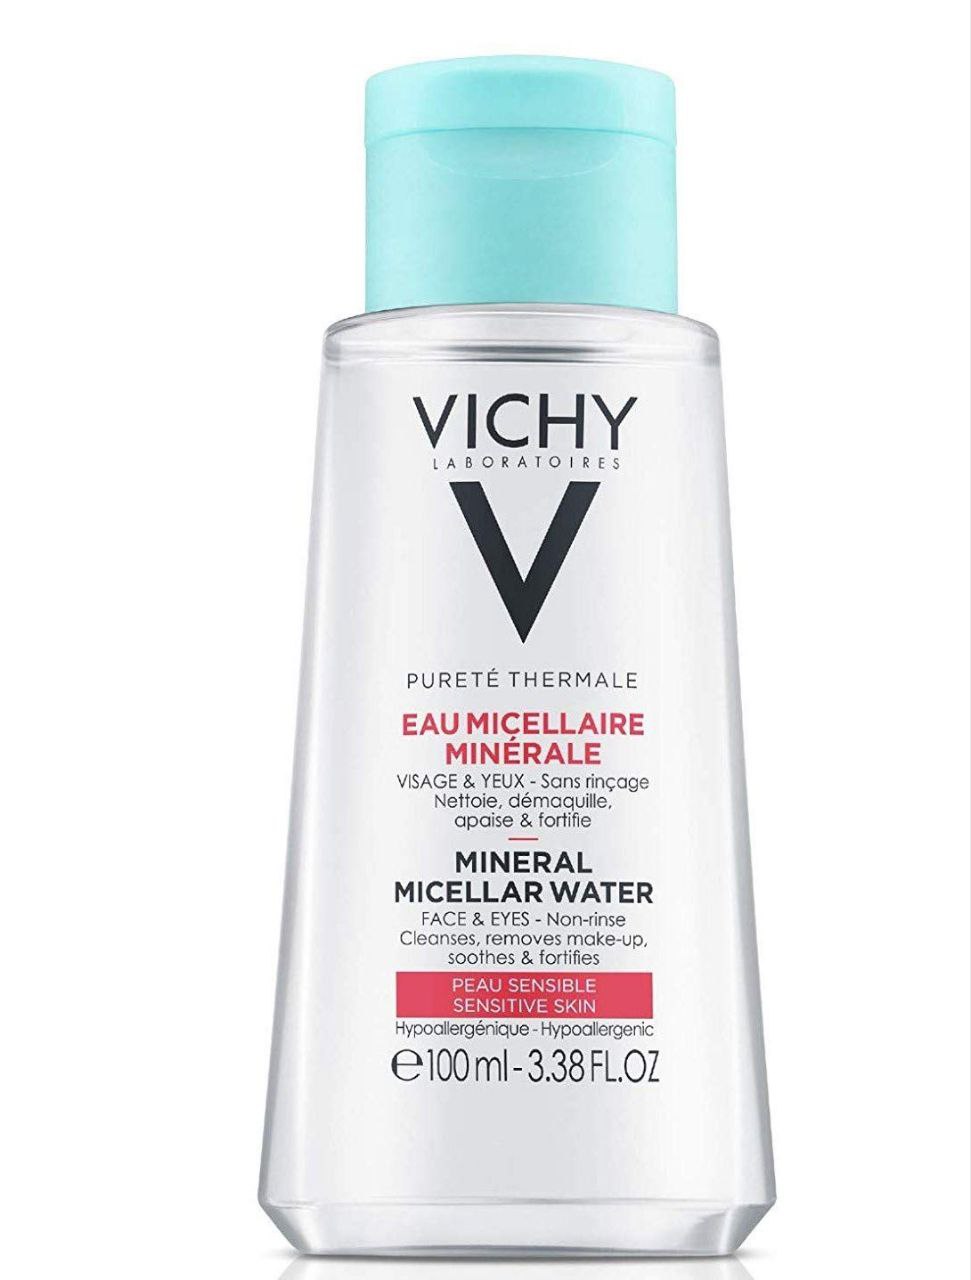 VICHY
LABORATOIRES
V
PURETÉ THERMALE
EAU MICELLAIRE
MINÉRALE
VISAGE & YEUX - Sans rinçage
Nettoie, démaquille,
apaise & fortifie
MINERAL
MICELLAR WATER
FACE & EYES - Non-rinse
Cleanses, removes make-up,
soothes & fortifies
PEAU SENSIBLE
SENSITIVE SKIN
Hypoallergénique - Hypoallergenic
℮100 ml - 3.38 FL.OZ